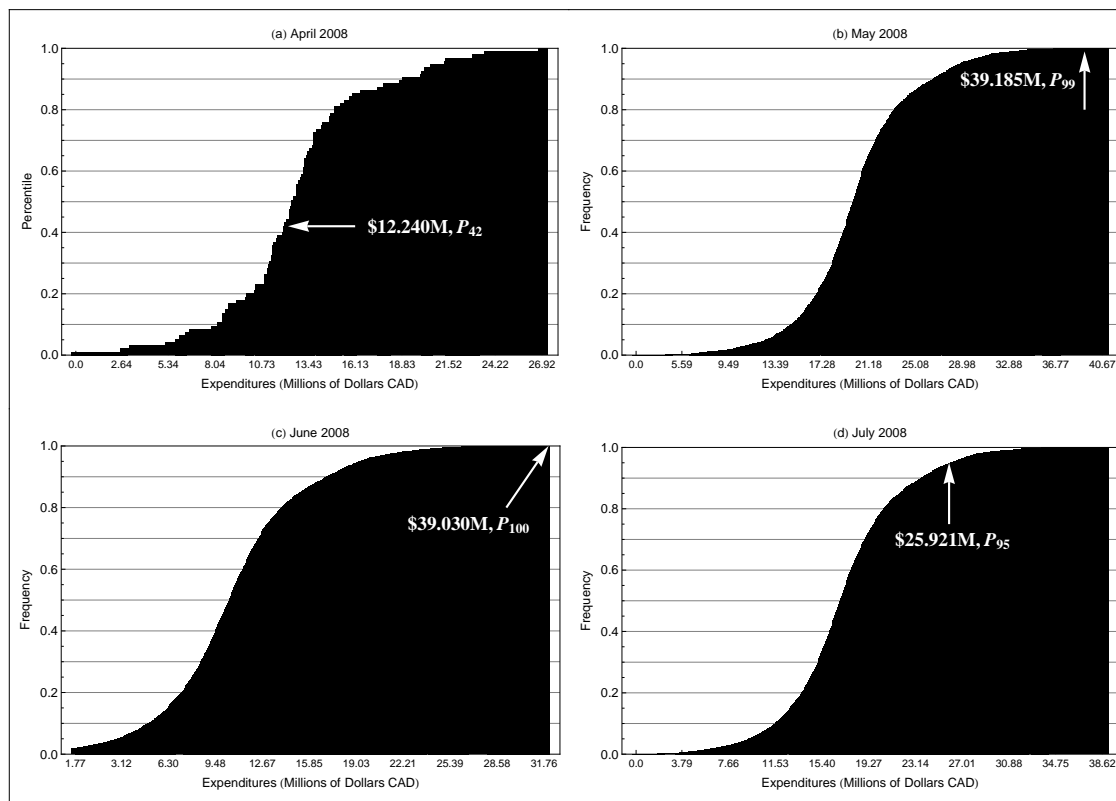 (a) April 2008
Percentile
1.0
0.8
0.6
0.4
0.2
0.0
$12.240M, P42
0.0 2.64 5.34 8.04 10.73 13.43 16.13 18.83 21.52 24.22 26.92
Expenditures (Millions of Dollars CAD)
(b) May 2008
Frequency
1.0
0.8
0.6
0.4
0.2
0.0
$39.185M, P99
0.0 5.59 9.49 13.39 17.28 21.18 25.08 28.98 32.88 36.77 40.67
Expenditures (Millions of Dollars CAD)
(c) June 2008
Frequency
1.0
0.8
0.6
0.4
0.2
0.0
$39.030M, P100
1.77 3.12 6.30 9.48 12.67 15.85 19.03 22.21 25.39 28.58 31.76
Expenditures (Millions of Dollars CAD)
(d) July 2008
Frequency
1.0
0.8
0.6
0.4
0.2
0.0
$25.921M, P95
0.0 3.79 7.66 11.53 15.40 19.27 23.14 27.01 30.88 34.75 38.62
Expenditures (Millions of Dollars CAD)